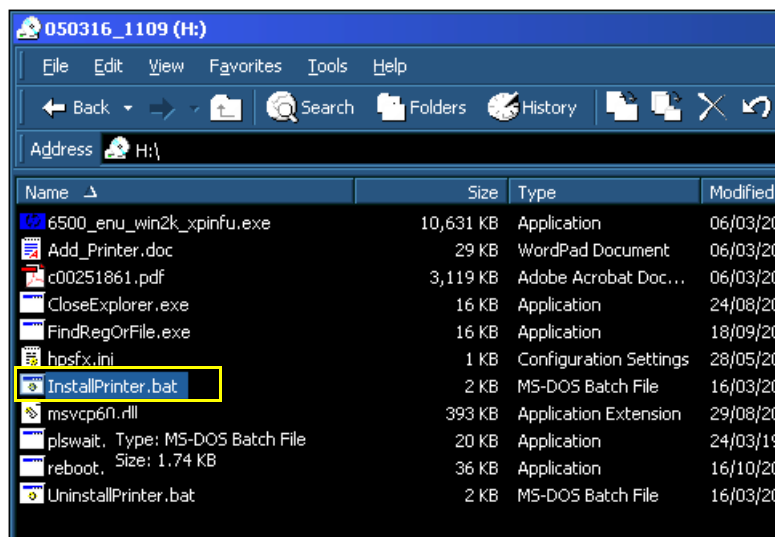 050316_1109 (H:)
File Edit View Favorites Tools Help
Back Search Folders History
Address H:\
Name Size Type Modified
6500_enu_win2k_xpinfu.exe 10,631 KB Application 06/03/20
Add_Printer.doc 29 KB WordPad Document 06/03/20
c00251861.pdf 3,119 KB Adobe Acrobat Doc... 06/03/20
CloseExplorer.exe 16 KB Application 24/08/20
FindRegOrFile.exe 16 KB Application 18/09/20
hpsfx.ini 1 KB Configuration Settings 28/05/20
InstallPrinter.bat 2 KB MS-DOS Batch File 16/03/20
msvcp60.dll 393 KB Application Extension 29/08/20
plswait. Type: MS-DOS Batch File 20 KB Application 24/03/19
reboot. Size: 1.74 KB 36 KB Application 16/10/20
UninstallPrinter.bat 2 KB MS-DOS Batch File 16/03/20